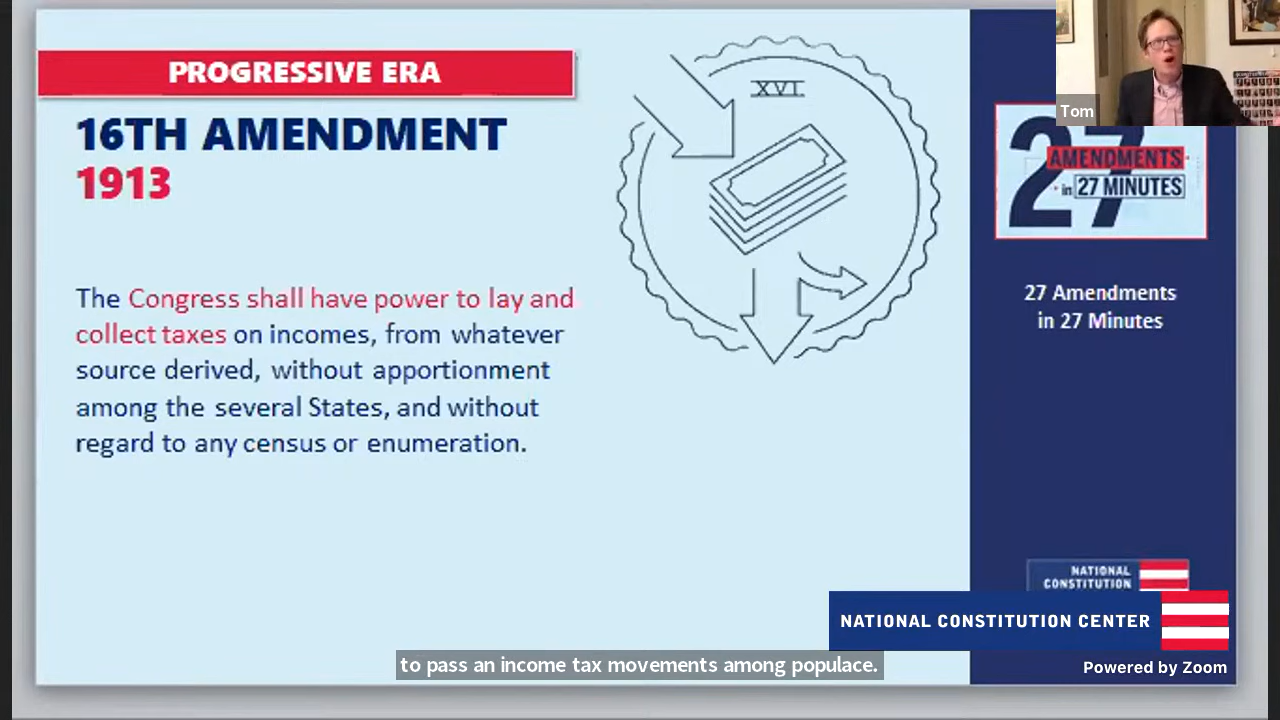 PROGRESSIVE ERA
16TH AMENDMENT
1913
The Congress shall have power to lay and
collect taxes on incomes, from whatever
source derived, without apportionment
among the several States, and without
regard to any census or enumeration.
XVI
Tom
27
AMENDMENTS
in 27 MINUTES
27 Amendments
in 27 Minutes
NATIONAL
CONSTITUTION
NATIONAL CONSTITUTION CENTER
Powered by Zoom
to pass an income tax movements among populace.